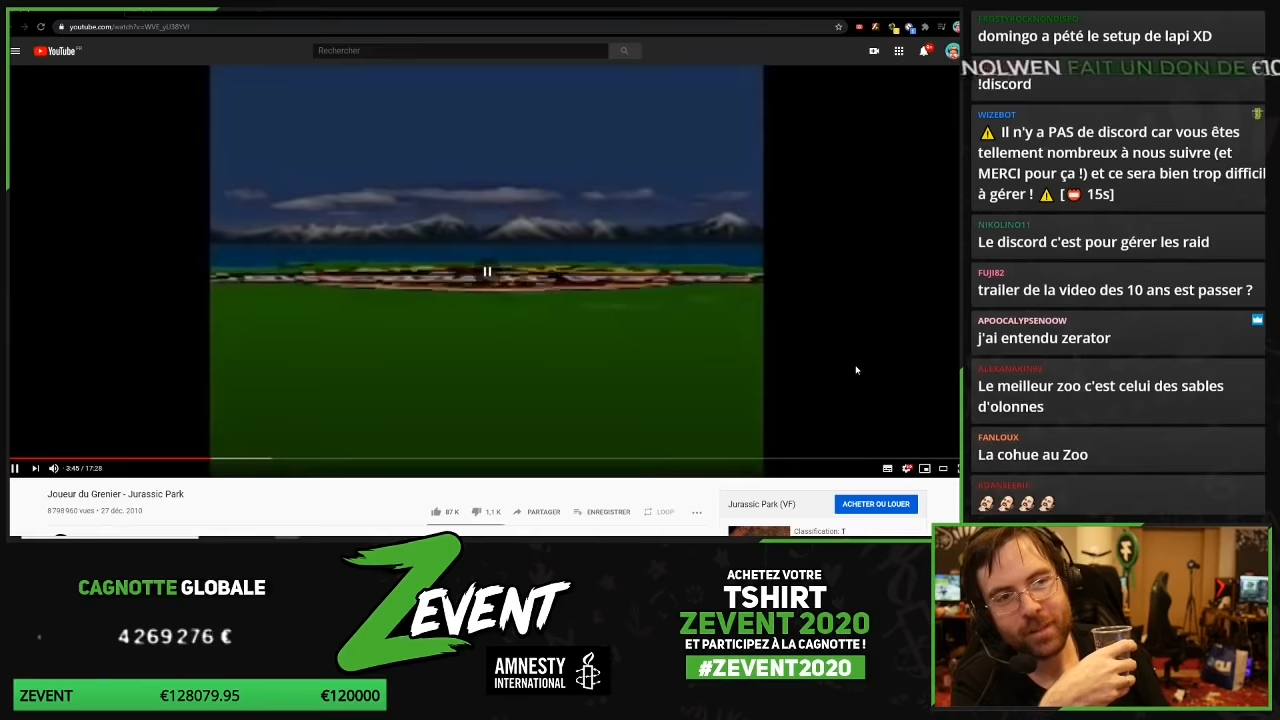 youtube.com/watch?v=WVE_yU38YVI
YouTube FR
Rechercher
3:45 / 17:28
Joueur du Grenier - Jurassic Park
8 798 960 vues • 27 déc. 2010
87 K
1,1 K
PARTAGER
ENREGISTRER
LOOP
Jurassic Park (VF)
ACHETER OU LOUER
Classification: T
FROSTYROCKNONDISPO
domingo a pété le setup de lapi XD
NOLWEN FAIT UN DON DE €10
!discord
WIZEBOT
⚠ Il n'y a PAS de discord car vous êtes
tellement nombreux à nous suivre (et
MERCI pour ça !) et ce sera bien trop difficil
à gérer ! ⚠ [ 15s]
NIKOLINO11
Le discord c'est pour gérer les raid
FUJI82
trailer de la video des 10 ans est passer ?
APOOCALYPSENOOW
j'ai entendu zerator
ALEXANAKIN93
Le meilleur zoo c'est celui des sables
d'olonnes
FANLOUX
La cohue au Zoo
CAGNOTTE GLOBALE
4 269 276 €
ZEVENT €128079.95 €120000
ZEVENT
AMNESTY
INTERNATIONAL
ACHETEZ VOTRE
TSHIRT
ZEVENT 2020
ET PARTICIPEZ À LA CAGNOTTE !
#ZEVENT2020